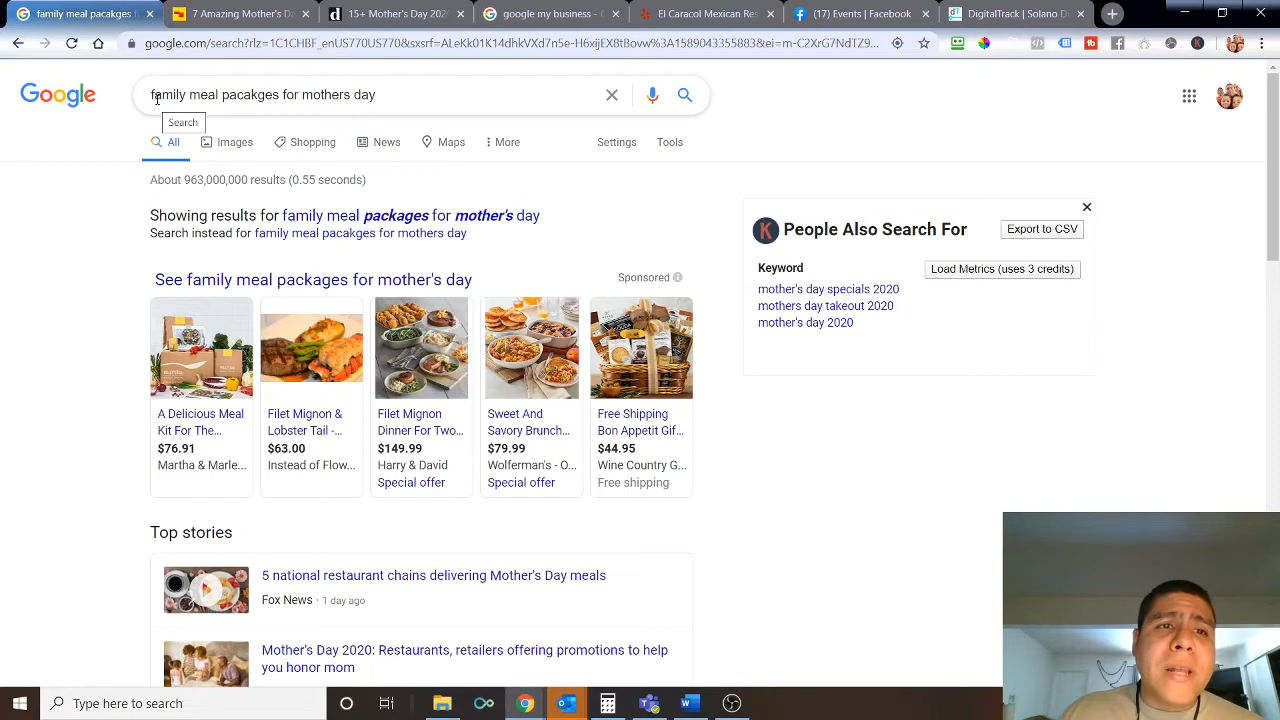 family meal packages f
7 Amazing Mother's D
15+ Mother's Day 202
google my business -
El Caracol Mexican Res
(17) Events | Facebook
DigitalTrack | Solano Di
google.com/search?rlz=1C1CHBF_enUS770US770&sxsrf=ALeKk01K14dhkVXd7n5e-H6xijEX8tBovw%3A1589043355883&ei=m-C2XrG7NdTZ9
Google
family meal pacakges for mothers day
Search
All
Images
Shopping
News
Maps
More
Settings
Tools
About 963,000,000 results (0.55 seconds)
Showing results for family meal packages for mother's day
Search instead for family meal pacakges for mothers day
See family meal packages for mother's day
Sponsored
A Delicious Meal
Kit For The...
$76.91
Martha & Marle...
Filet Mignon &
Lobster Tail -...
$63.00
Instead of Flow...
Filet Mignon
Dinner For Two...
$149.99
Harry & David
Special offer
Sweet And
Savory Brunch...
$79.99
Wolferman's - O...
Special offer
Free Shipping
Bon Appetit Gif...
$44.95
Wine Country G...
Free shipping
K People Also Search For
Export to CSV
Keyword
Load Metrics (uses 3 credits)
mother's day specials 2020
mothers day takeout 2020
mother's day 2020
Top stories
5 national restaurant chains delivering Mother's Day meals
Fox News · 1 day ago
Mother's Day 2020: Restaurants, retailers offering promotions to help
you honor mom
Type here to search